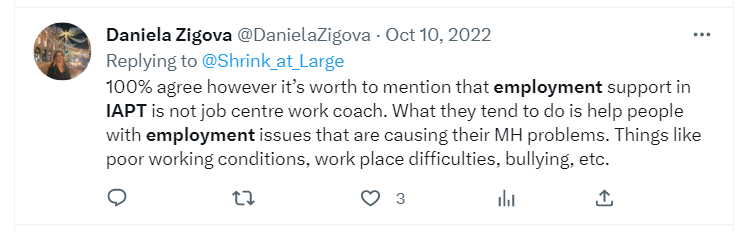 Daniela Zigova @DanielaZigova · Oct 10, 2022
Replying to @Shrink_at_Large
100% agree however it’s worth to mention that employment support in
IAPT is not job centre work coach. What they tend to do is help people
with employment issues that are causing their MH problems. Things like
poor working conditions, work place difficulties, bullying, etc.
3